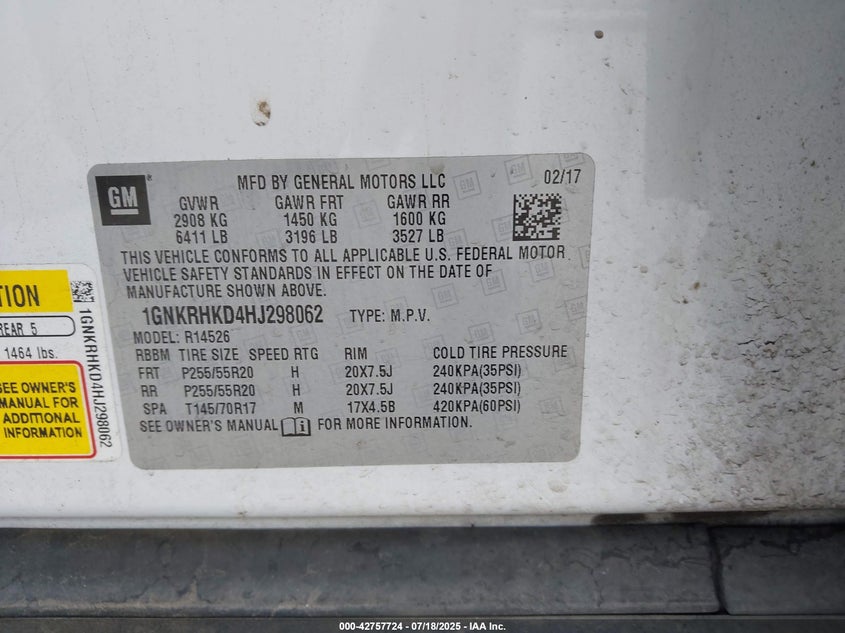 GM
MFD BY GENERAL MOTORS LLC 02/17
GVWR GAWR FRT GAWR RR
2908 KG 1450 KG 1600 KG
6411 LB 3196 LB 3527 LB
THIS VEHICLE CONFORMS TO ALL APPLICABLE U.S. FEDERAL MOTOR
VEHICLE SAFETY STANDARDS IN EFFECT ON THE DATE OF
MANUFACTURE SHOWN ABOVE.
1GNKRHKD4HJ298062 TYPE: M.P.V.
MODEL: R14526
RBBM TIRE SIZE SPEED RTG RIM COLD TIRE PRESSURE
FRT P255/55R20 H 20X7.5J 240KPA(35PSI)
RR P255/55R20 H 20X7.5J 240KPA(35PSI)
SPA T145/70R17 M 17X4.5B 420KPA(60PSI)
SEE OWNER'S MANUAL i FOR MORE INFORMATION.
TION
REAR 5
1464 lbs.
SEE OWNER'S
MANUAL FOR
ADDITIONAL
INFORMATION
1GNKRHKD4HJ298062
000-42757724 - 07/18/2025 - IAA Inc.